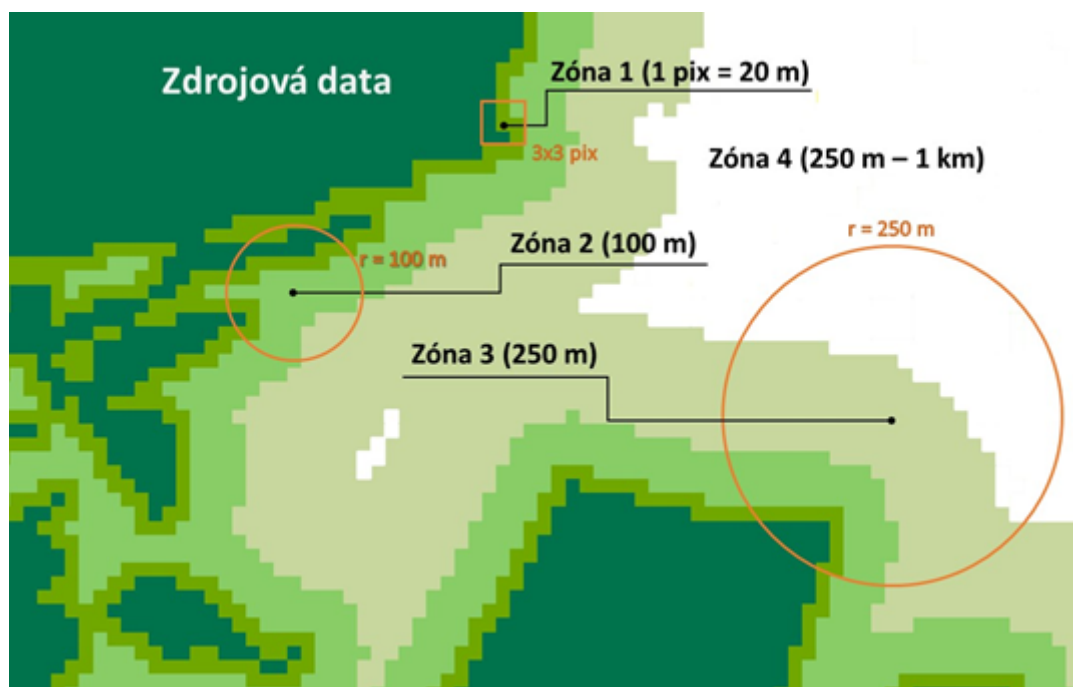 Zdrojová data
Zóna 1 (1 pix = 20 m)
3x3 pix
Zóna 4 (250 m – 1 km)
r = 250 m
Zóna 2 (100 m)
r = 100 m
Zóna 3 (250 m)